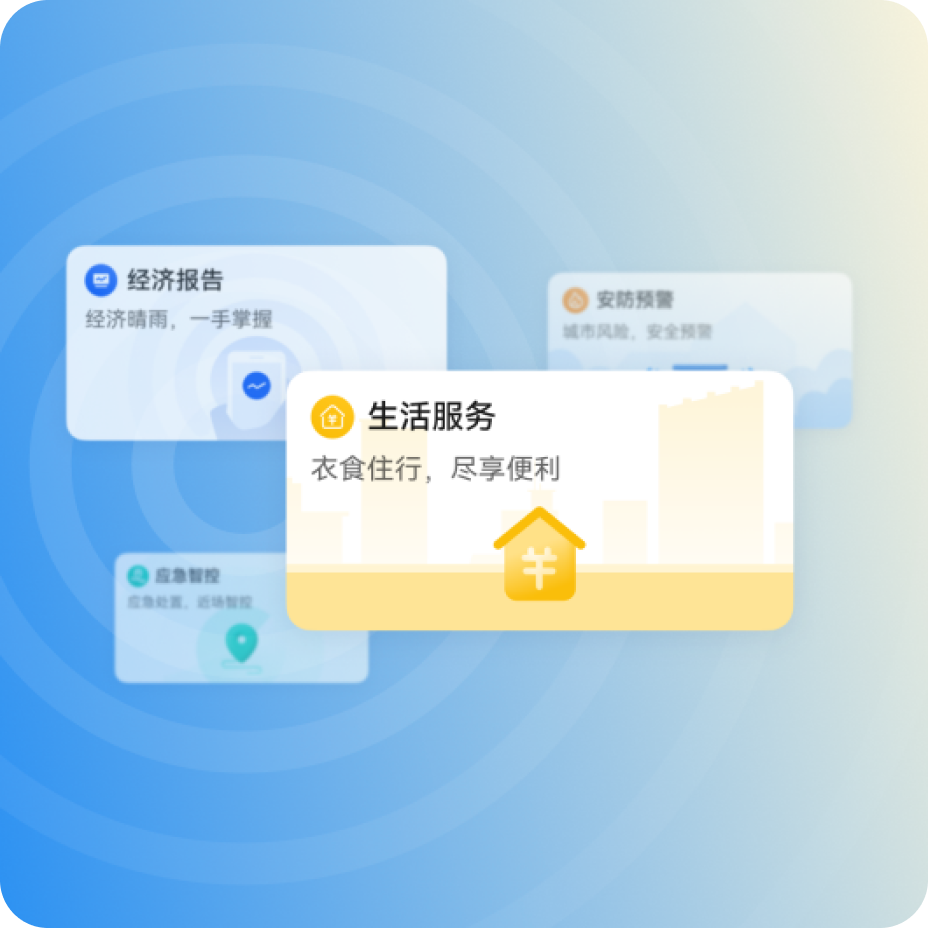 经济报告
经济晴雨，一手掌握
安防预警
城市风险，安全预警
生活服务
衣食住行，尽享便利
应急智控
应急处置，近场智控